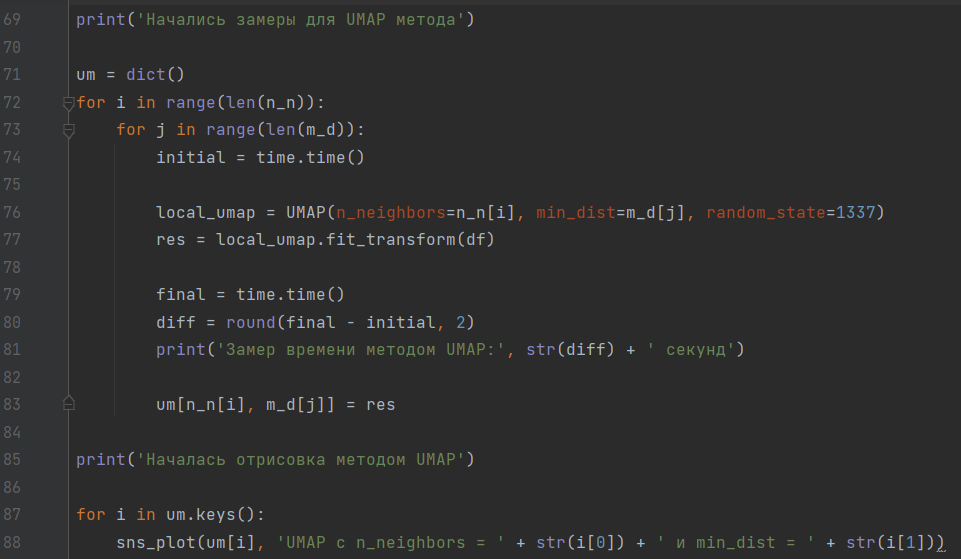 69 print('Начались замеры для UMAP метода')
70
71 um = dict()
72 for i in range(len(n_n)):
73     for j in range(len(m_d)):
74         initial = time.time()
75
76         local_umap = UMAP(n_neighbors=n_n[i], min_dist=m_d[j], random_state=1337)
77         res = local_umap.fit_transform(df)
78
79         final = time.time()
80         diff = round(final - initial, 2)
81         print('Замер времени методом UMAP:', str(diff) + ' секунд')
82
83         um[n_n[i], m_d[j]] = res
84
85 print('Началась отрисовка методом UMAP')
86
87 for i in um.keys():
88     sns_plot(um[i], 'UMAP с n_neighbors = ' + str(i[0]) + ' и min_dist = ' + str(i[1]))